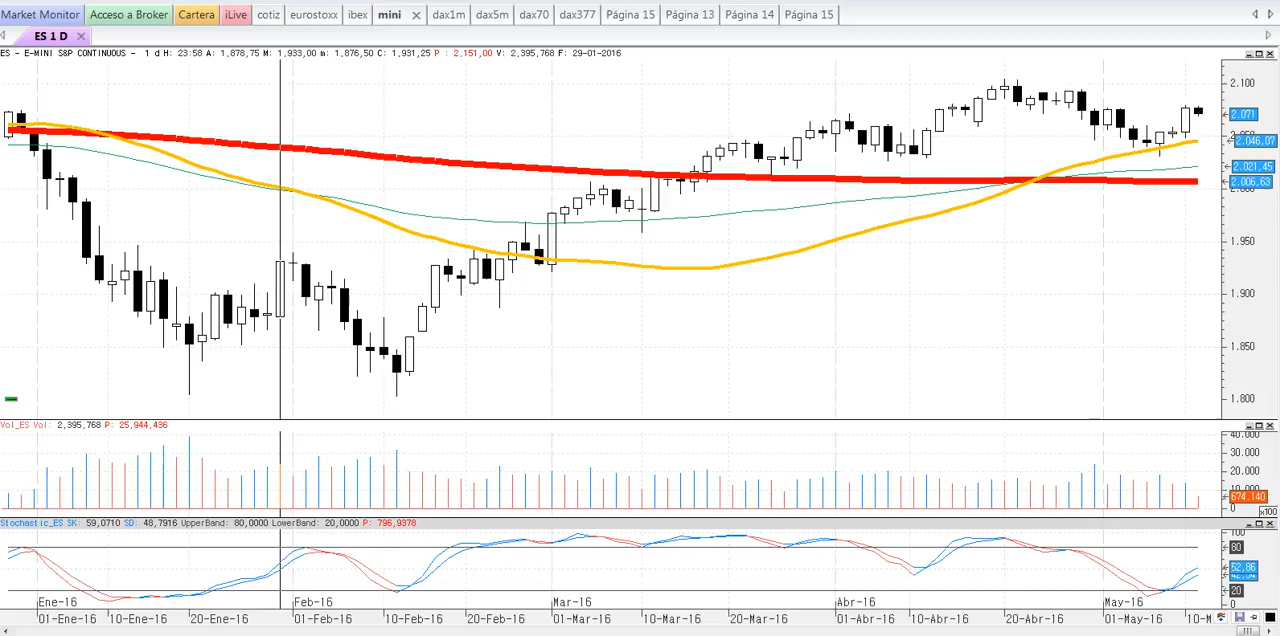 Market Monitor Acceso a Broker Cartera iLive cotiz eurostoxx ibex mini dax1m dax5m dax70 dax377 Página 15 Página 13 Página 14 Página 15
ES 1 D
ES - E-MINI S&P CONTINUOUS - 1 d H: 23:58 A: 1,878,75 M: 1,933,00 m: 1,876,50 C: 1,931,25 P : 2,151,00 V: 2,395,768 F: 29-01-2016
2.100
2.071
2.050
2.046,07
2.021,45
2.006,63
2.000
1.950
1.900
1.850
1.800
Vol_ES Vol: 2,395,768 P: 25,944,436
40.000
30.000
20.000
10.000
674.140
0
x100
Stochastic_ES SK: 59,0710 SD: 48,7916 UpperBand: 80,0000 LowerBand: 20,0000 P: 796,9378
100
80
52,86
42,64
20
0
Ene-16 Feb-16 Mar-16 Abr-16 May-16
01-Ene-16 10-Ene-16 20-Ene-16 01-Feb-16 10-Feb-16 20-Feb-16 01-Mar-16 10-Mar-16 20-Mar-16 01-Abr-16 10-Abr-16 20-Abr-16 01-May-16 10-M